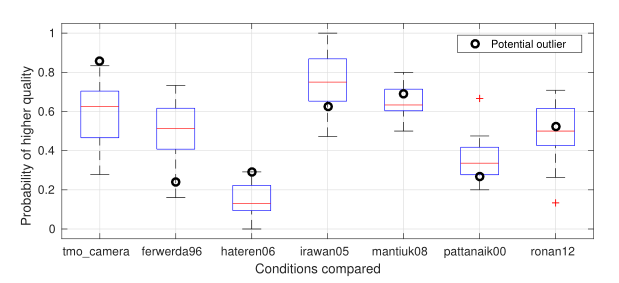 Potential outlier
Probability of higher quality
1
0.8
0.6
0.4
0.2
0
tmo_camera ferwerda96 hateren06 irawan05 mantiuk08 pattanaik00 ronan12
Conditions compared